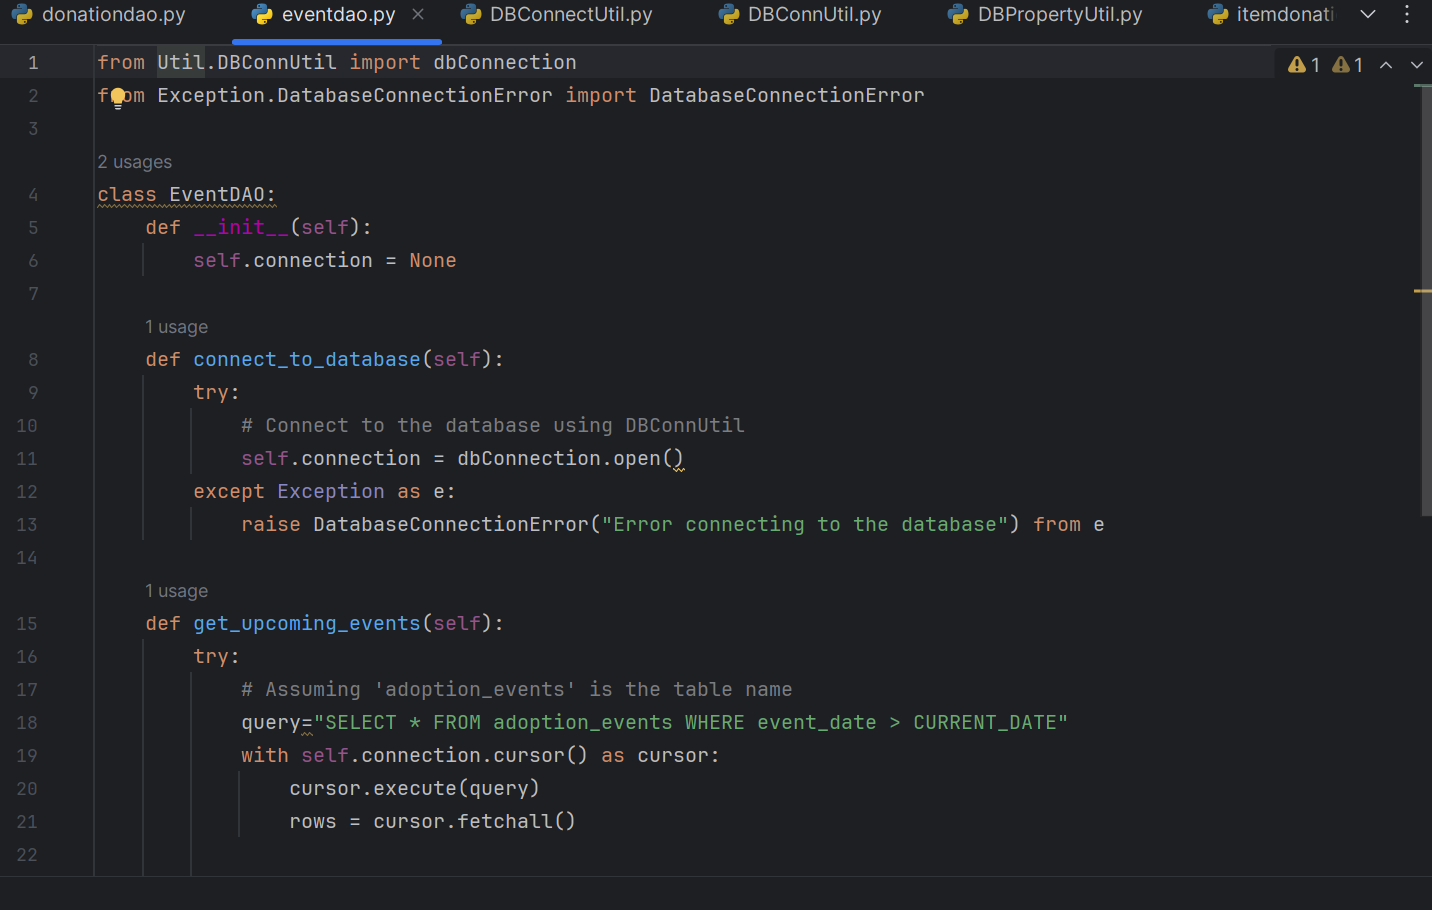 donationdao.py eventdao.py DBConnectUtil.py DBConnUtil.py DBPropertyUtil.py itemdonati
1 from Util.DBConnUtil import dbConnection 1 1
2 from Exception.DatabaseConnectionError import DatabaseConnectionError
3
2 usages
4 class EventDAO:
5 def __init__(self):
6 self.connection = None
7
1 usage
8 def connect_to_database(self):
9 try:
10 # Connect to the database using DBConnUtil
11 self.connection = dbConnection.open()
12 except Exception as e:
13 raise DatabaseConnectionError("Error connecting to the database") from e
14
1 usage
15 def get_upcoming_events(self):
16 try:
17 # Assuming 'adoption_events' is the table name
18 query="SELECT * FROM adoption_events WHERE event_date > CURRENT_DATE"
19 with self.connection.cursor() as cursor:
20 cursor.execute(query)
21 rows = cursor.fetchall()
22